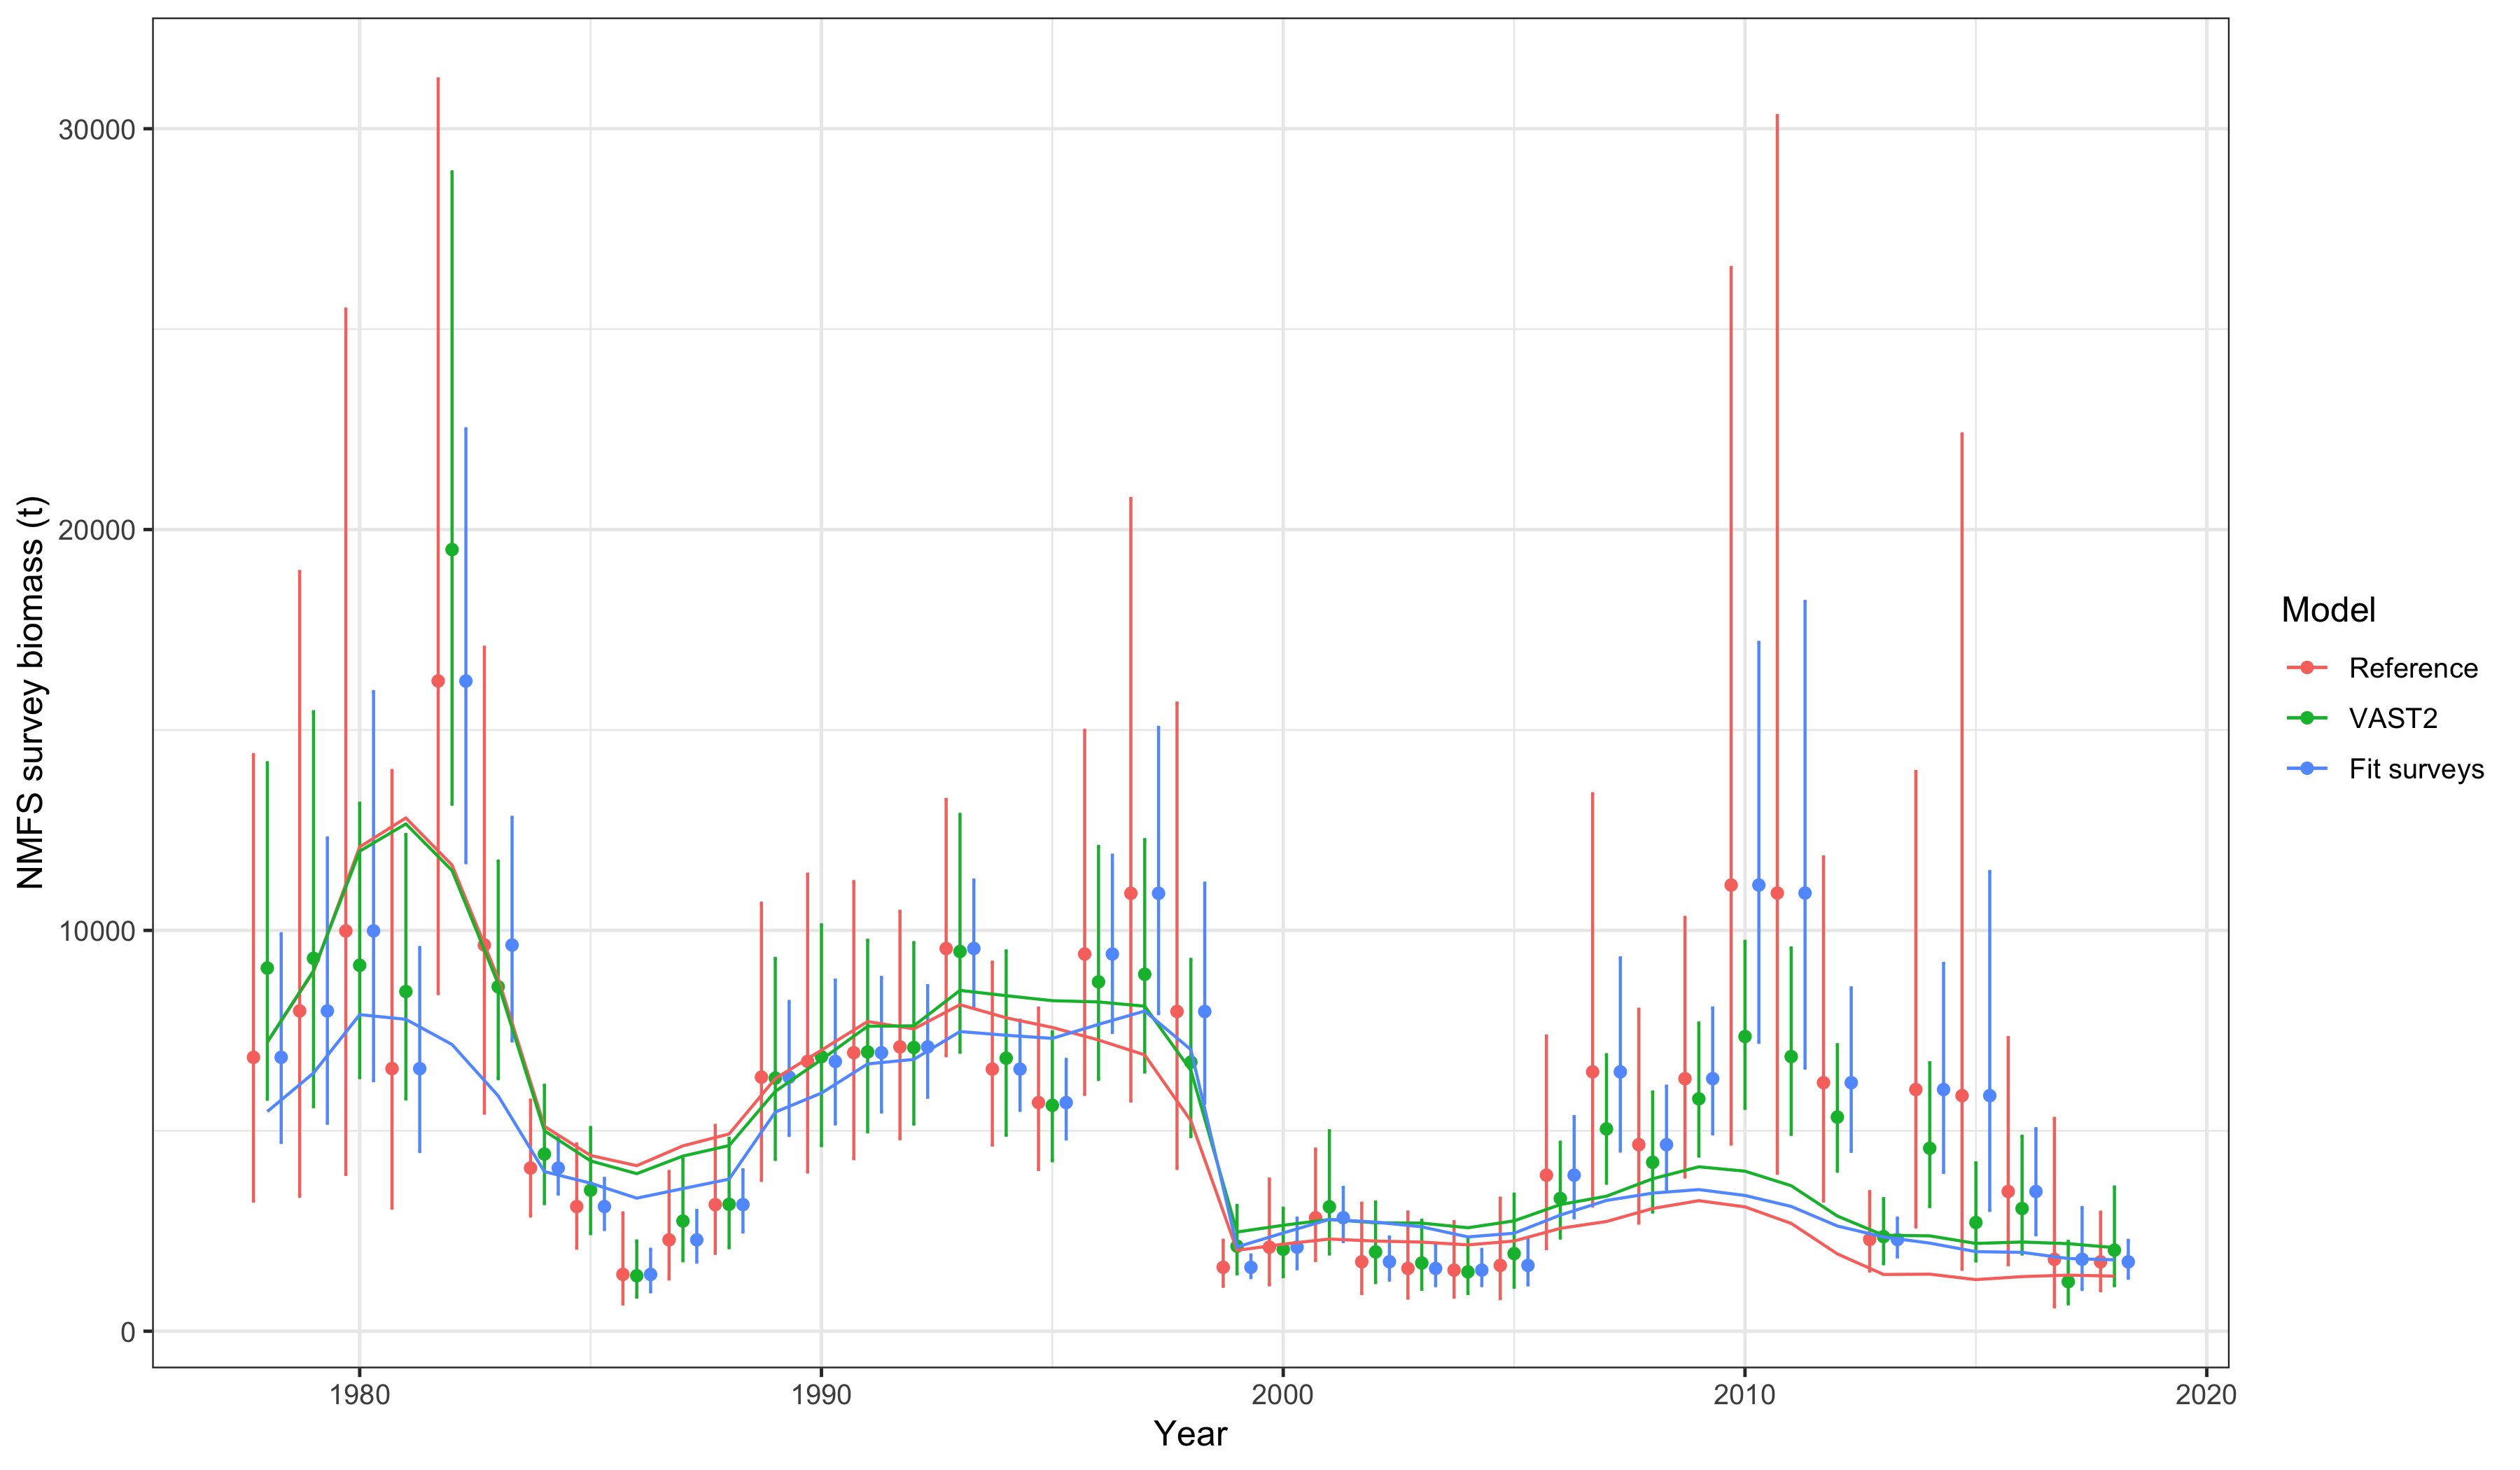 NMFS survey biomass (t)
30000
20000
10000
0
1980
1990
2000
2010
2020
Year
Model
Reference
VAST2
Fit surveys